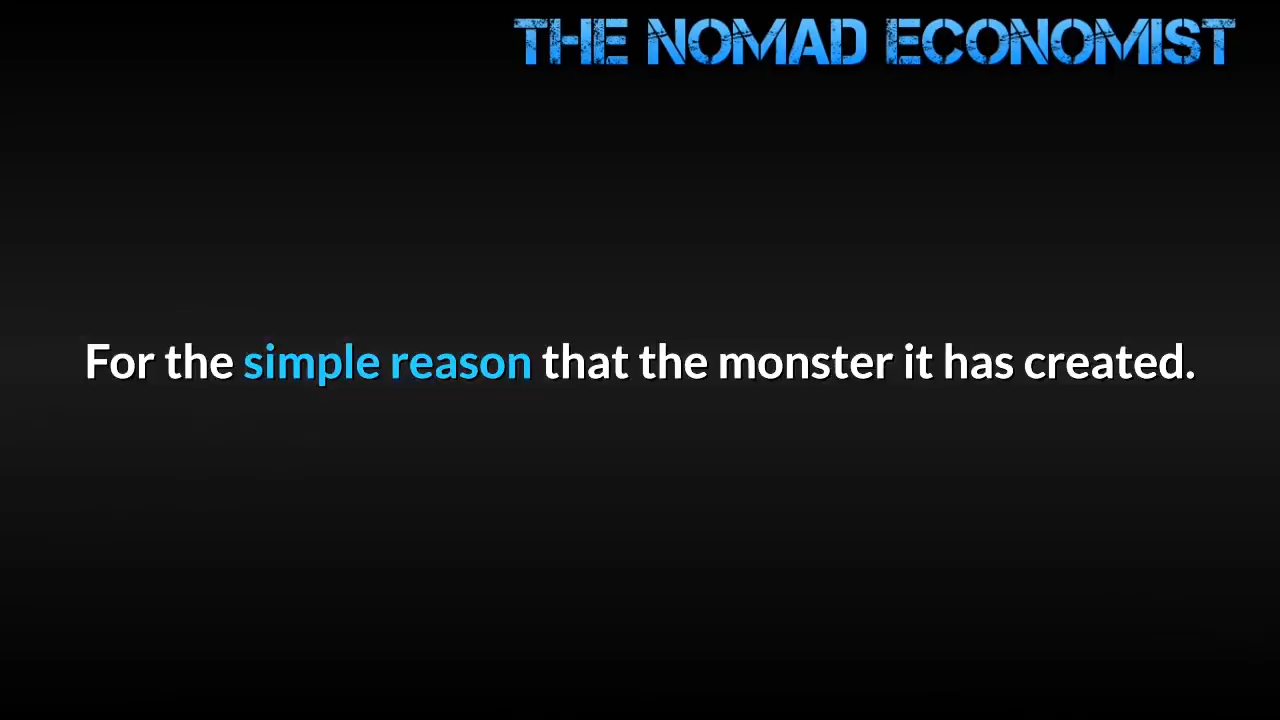 THE NOMAD ECONOMIST
For the simple reason that the monster it has created.